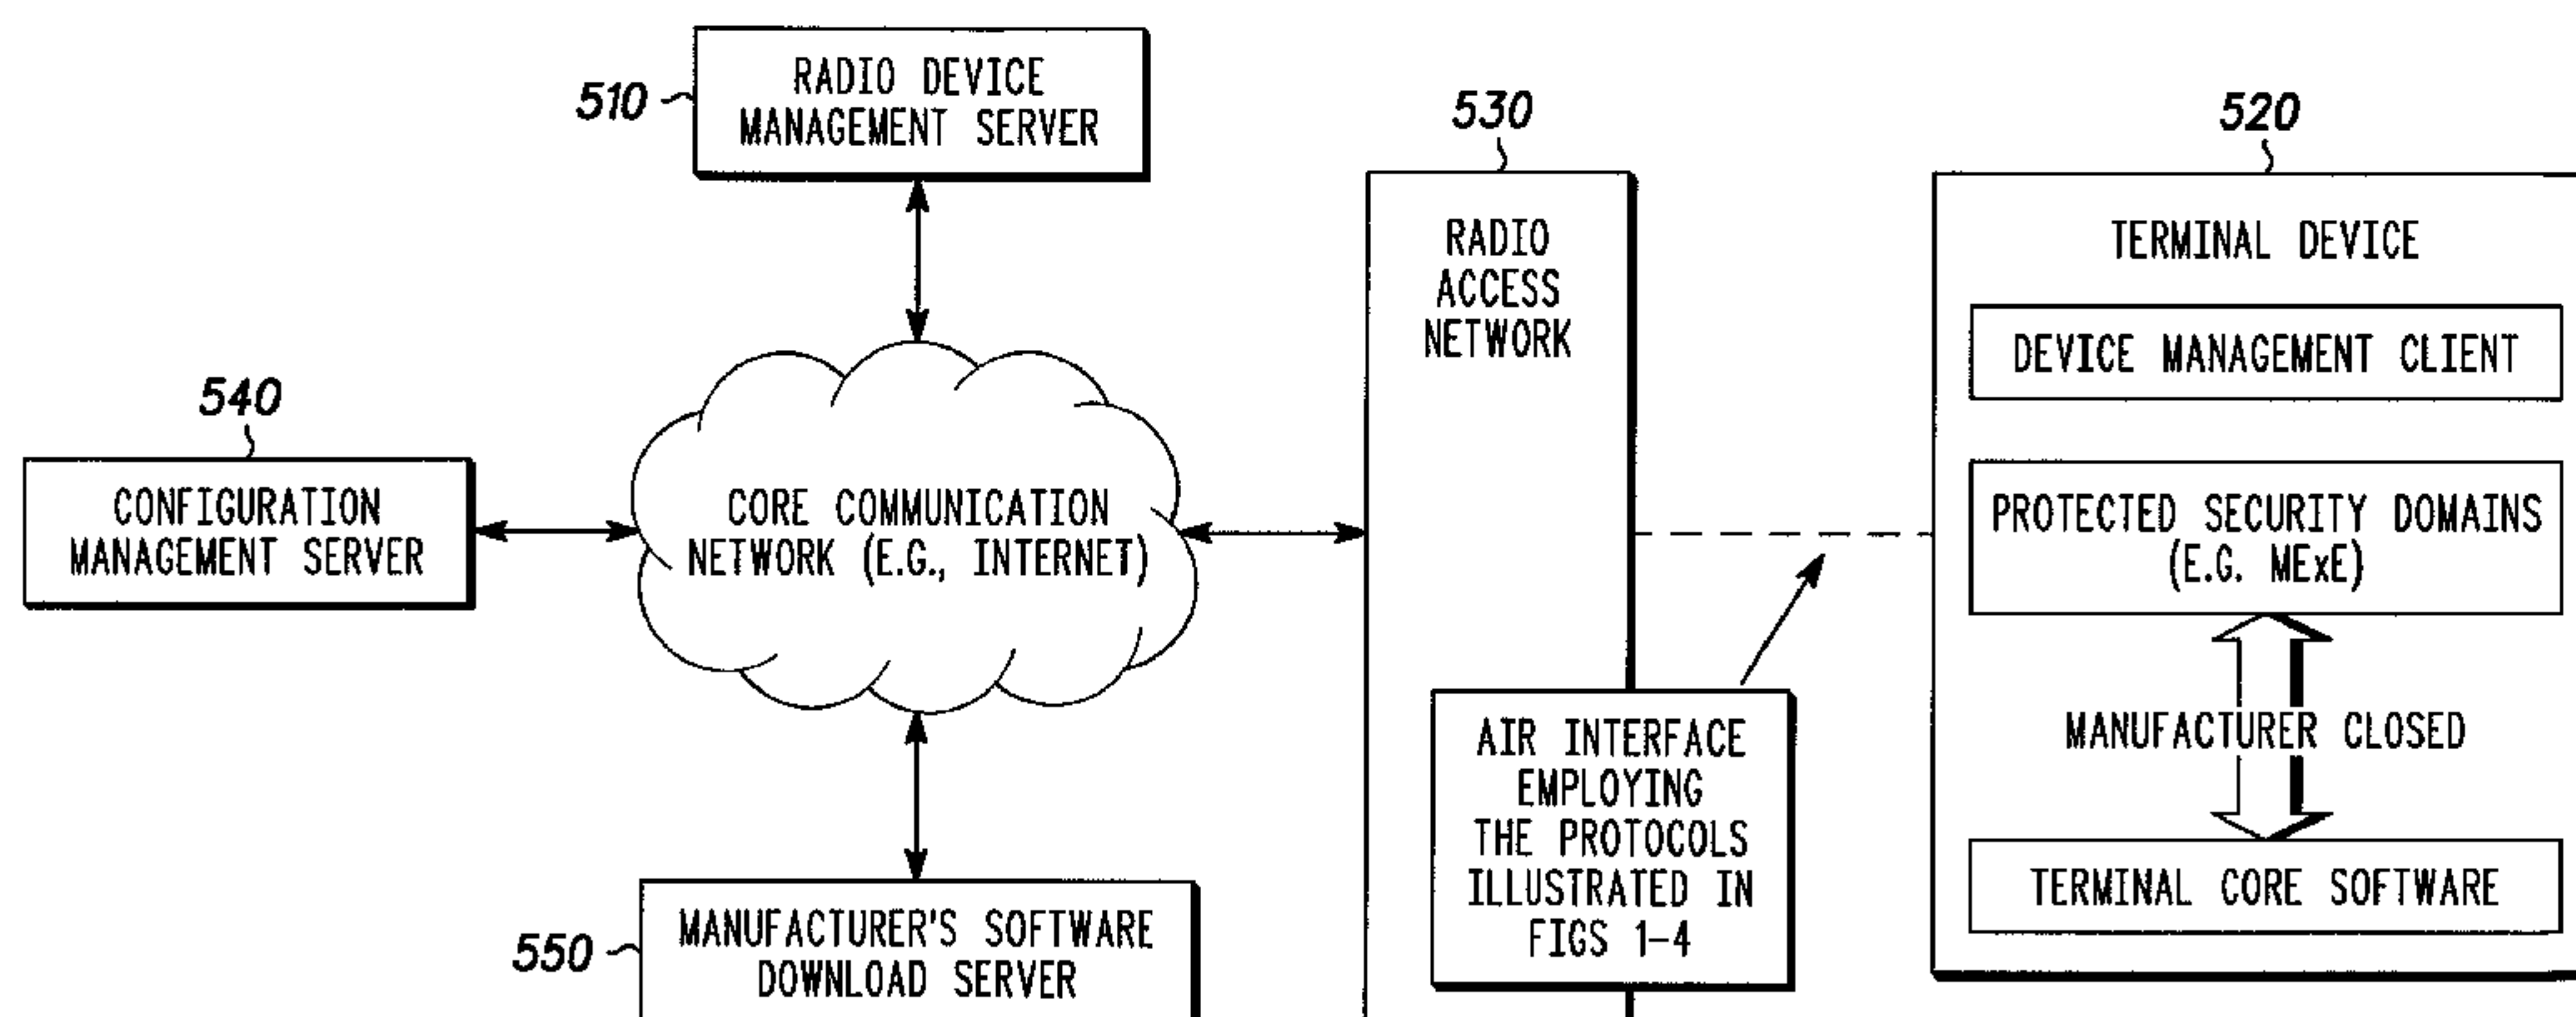 510
RADIO DEVICE
MANAGEMENT SERVER
530
RADIO
ACCESS
NETWORK
520
TERMINAL DEVICE
DEVICE MANAGEMENT CLIENT
PROTECTED SECURITY DOMAINS
(E.G. MExE)
MANUFACTURER CLOSED
TERMINAL CORE SOFTWARE
540
CONFIGURATION
MANAGEMENT SERVER
CORE COMMUNICATION
NETWORK (E.G., INTERNET)
AIR INTERFACE
EMPLOYING
THE PROTOCOLS
ILLUSTRATED IN
FIGS 1-4
550
MANUFACTURER'S SOFTWARE
DOWNLOAD SERVER